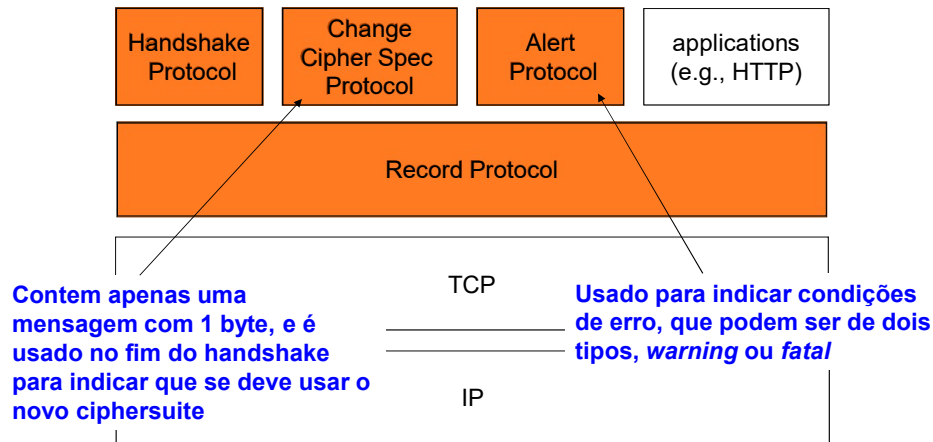 Handshake
Protocol
Change
Cipher Spec
Protocol
Alert
Protocol
applications
(e.g., HTTP)
Record Protocol
TCP
Contem apenas uma
mensagem com 1 byte, e é
usado no fim do handshake
para indicar que se deve usar o
novo ciphersuite
Usado para indicar condições
de erro, que podem ser de dois
tipos, warning ou fatal
IP